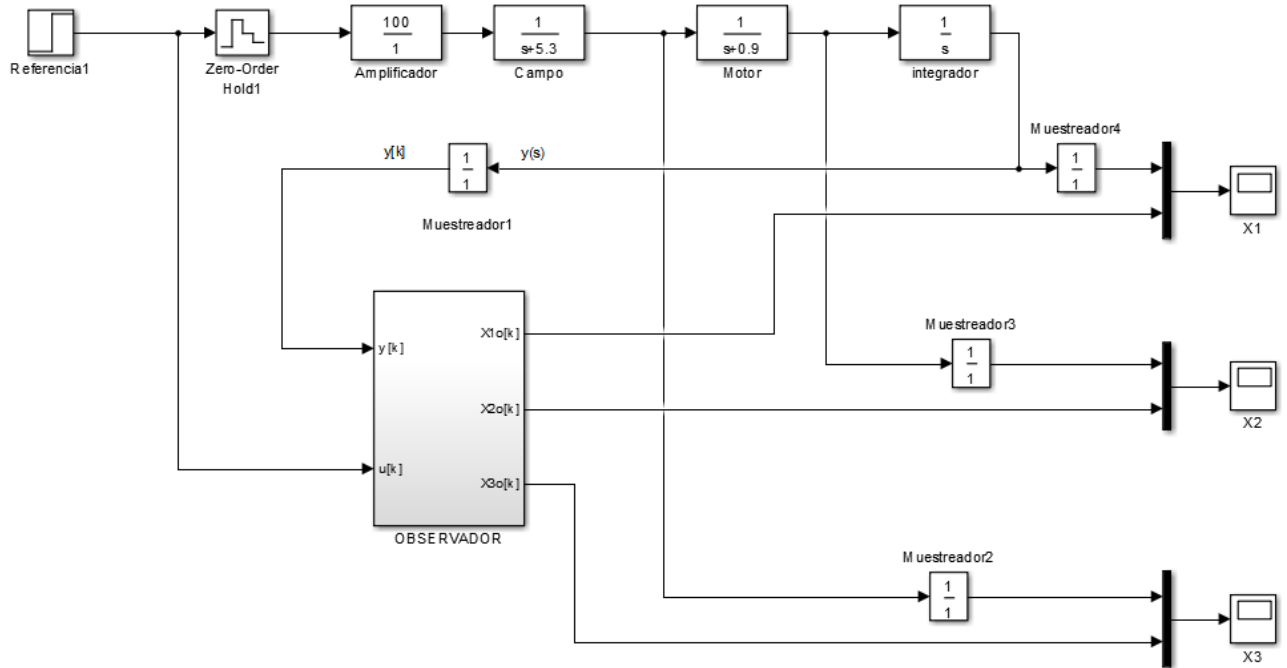 Referencia1
Zero-Order
Hold1
100
1
Amplificador
1
s+5.3
Campo
1
s+0.9
Motor
1
s
integrador
Muestreador4
1
1
y[k]
1
1
y(s)
Muestreador1
X1
y[k]
u[k]
X1o[k]
X2o[k]
X3o[k]
OBSERVADOR
Muestreador3
1
1
X2
Muestreador2
1
1
X3